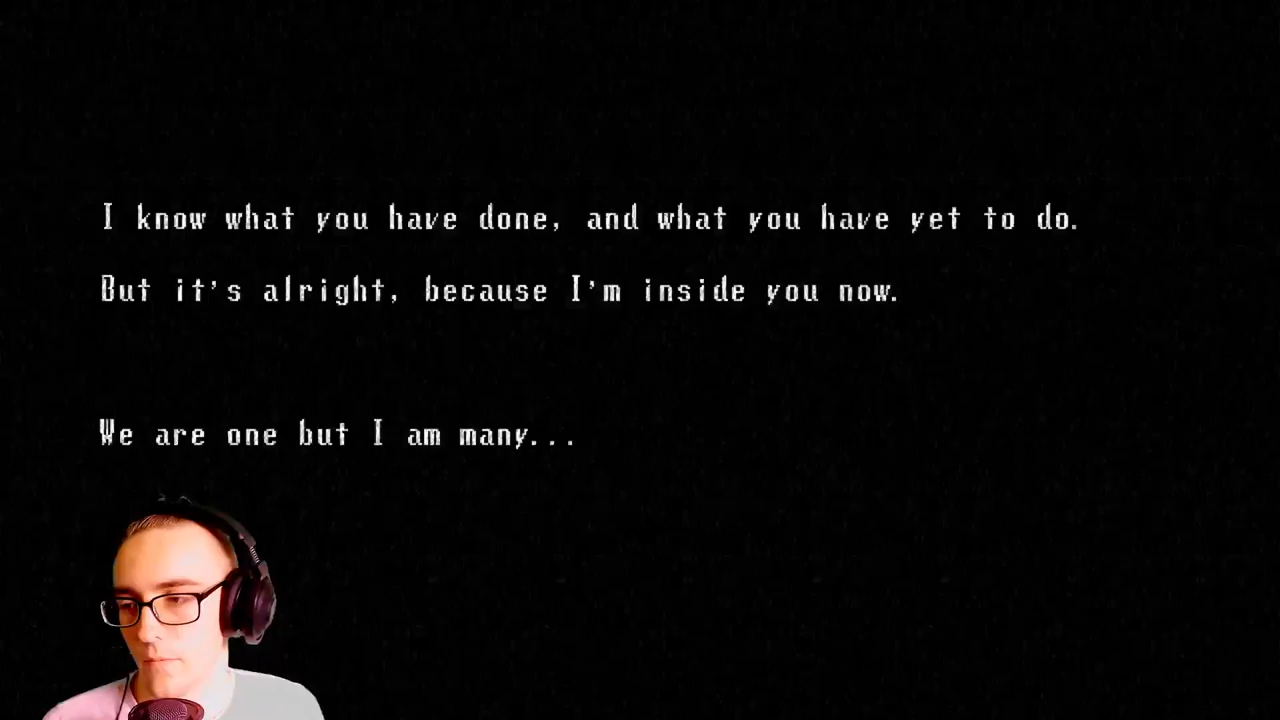 I know what you have done, and what you have yet to do.
But it's alright, because I'm inside you now.
We are one but I am many...